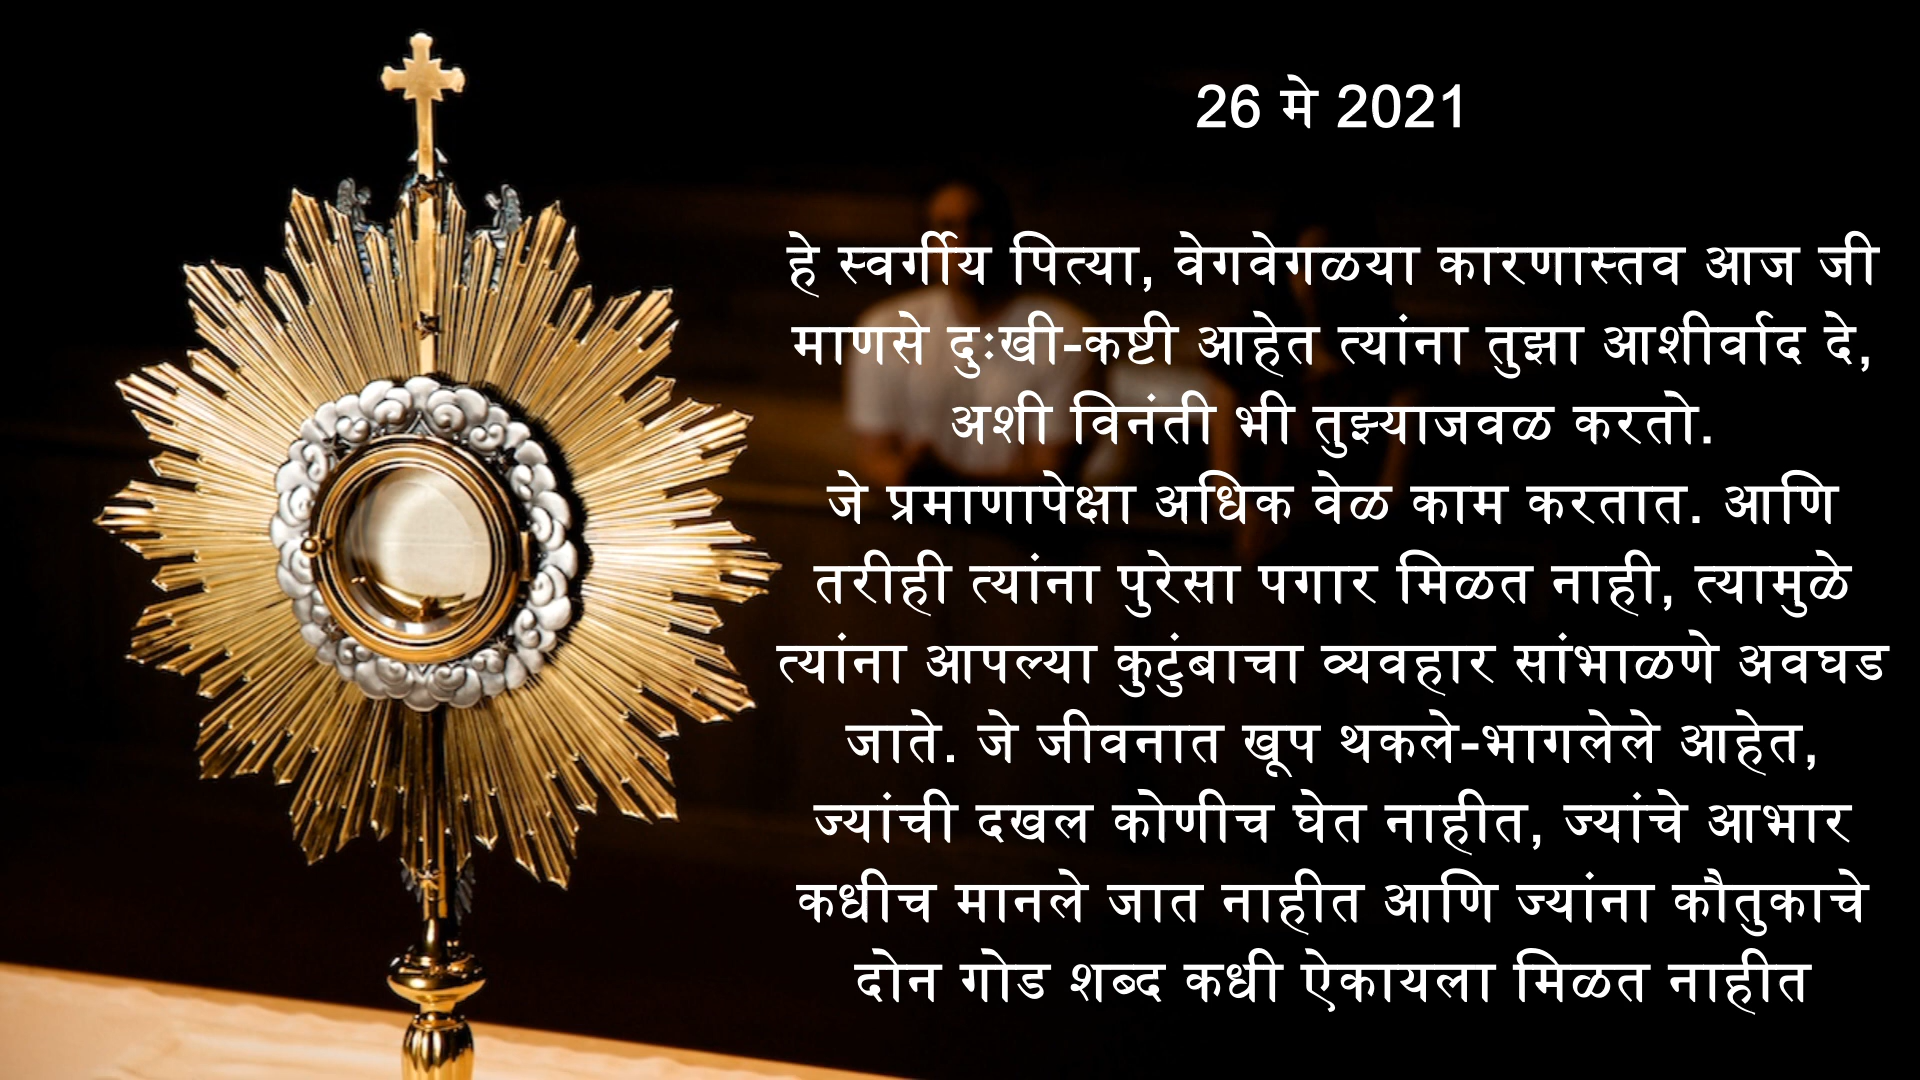 26 मे 2021
हे स्वर्गीय पित्या, वेगवेगळया कारणास्तव आज जी
माणसे दुःखी-कष्टी आहेत त्यांना तुझा आशीर्वाद दे,
अशी विनंती भी तुझ्याजवळ करतो.
जे प्रमाणापेक्षा अधिक वेळ काम करतात. आणि
तरीही त्यांना पुरेसा पगार मिळत नाही, त्यामुळे
त्यांना आपल्या कुटुंबाचा व्यवहार सांभाळणे अवघड
जाते. जे जीवनात खूप थकले-भागलेले आहेत,
ज्यांची दखल कोणीच घेत नाहीत, ज्यांचे आभार
कधीच मानले जात नाहीत आणि ज्यांना कौतुकाचे
दोन गोड शब्द कधी ऐकायला मिळत नाहीत